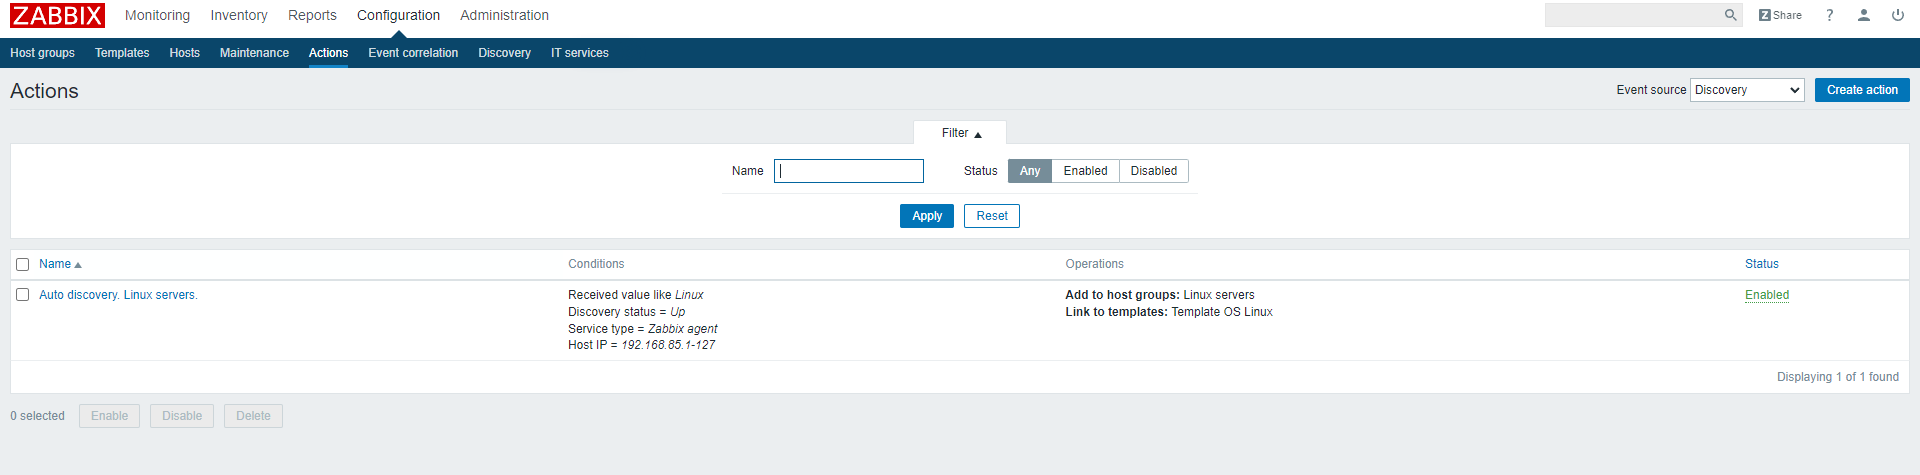 ZABBIX Monitoring Inventory Reports Configuration Administration Z Share ?
Host groups Templates Hosts Maintenance Actions Event correlation Discovery IT services
Actions Event source Discovery Create action
Filter ▲
Name Status Any Enabled Disabled
Apply Reset
Name ▲ Conditions Operations Status
Auto discovery. Linux servers. Received value like Linux Add to host groups: Linux servers Enabled
Discovery status = Up Link to templates: Template OS Linux
Service type = Zabbix agent
Host IP = 192.168.85.1-127
Displaying 1 of 1 found
0 selected Enable Disable Delete